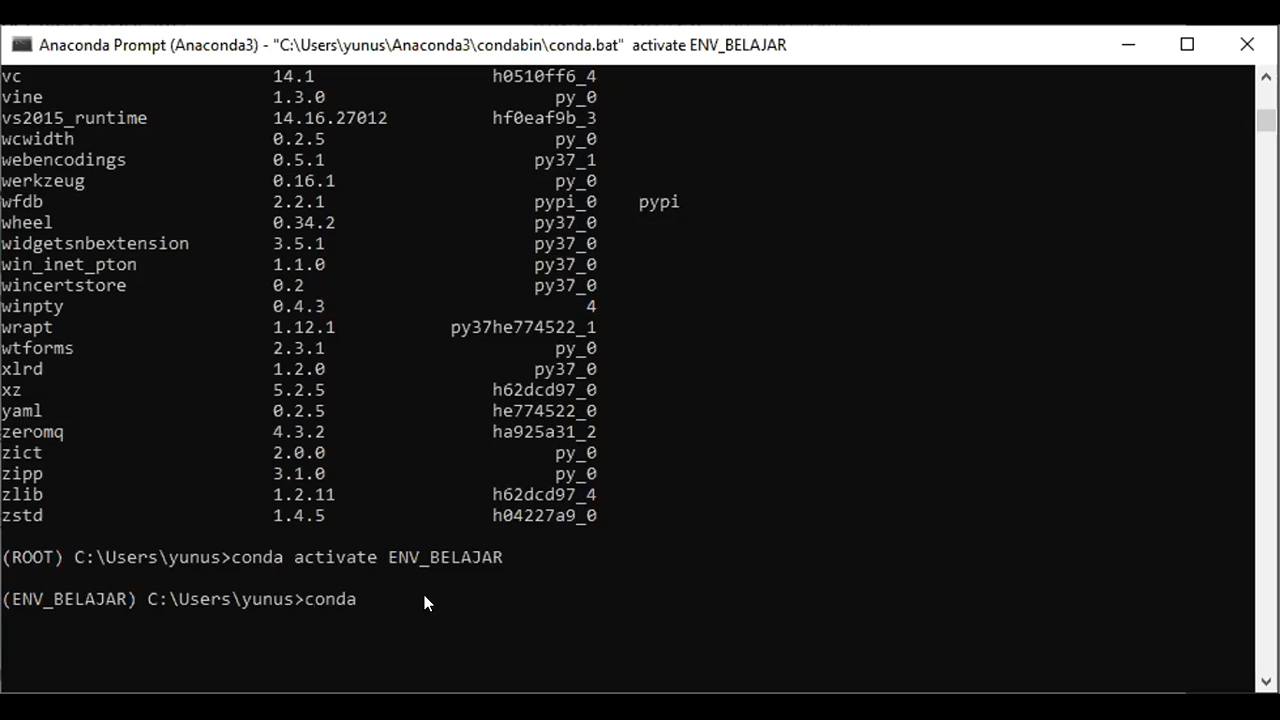 Anaconda Prompt (Anaconda3) - "C:\Users\yunus\Anaconda3\condabin\conda.bat"  activate ENV_BELAJAR
vc 14.1 h0510ff6_4
vine 1.3.0 py_0
vs2015_runtime 14.16.27012 hf0eaf9b_3
wcwidth 0.2.5 py_0
webencodings 0.5.1 py37_1
werkzeug 0.16.1 py_0
wfdb 2.2.1 pypi_0 pypi
wheel 0.34.2 py37_0
widgetsnbextension 3.5.1 py37_0
win_inet_pton 1.1.0 py37_0
wincertstore 0.2 py37_0
winpty 0.4.3 4
wrapt 1.12.1 py37he774522_1
wtforms 2.3.1 py_0
xlrd 1.2.0 py37_0
xz 5.2.5 h62dcd97_0
yaml 0.2.5 he774522_0
zeromq 4.3.2 ha925a31_2
zict 2.0.0 py_0
zipp 3.1.0 py_0
zlib 1.2.11 h62dcd97_4
zstd 1.4.5 h04227a9_0
(ROOT) C:\Users\yunus>conda activate ENV_BELAJAR
(ENV_BELAJAR) C:\Users\yunus>conda